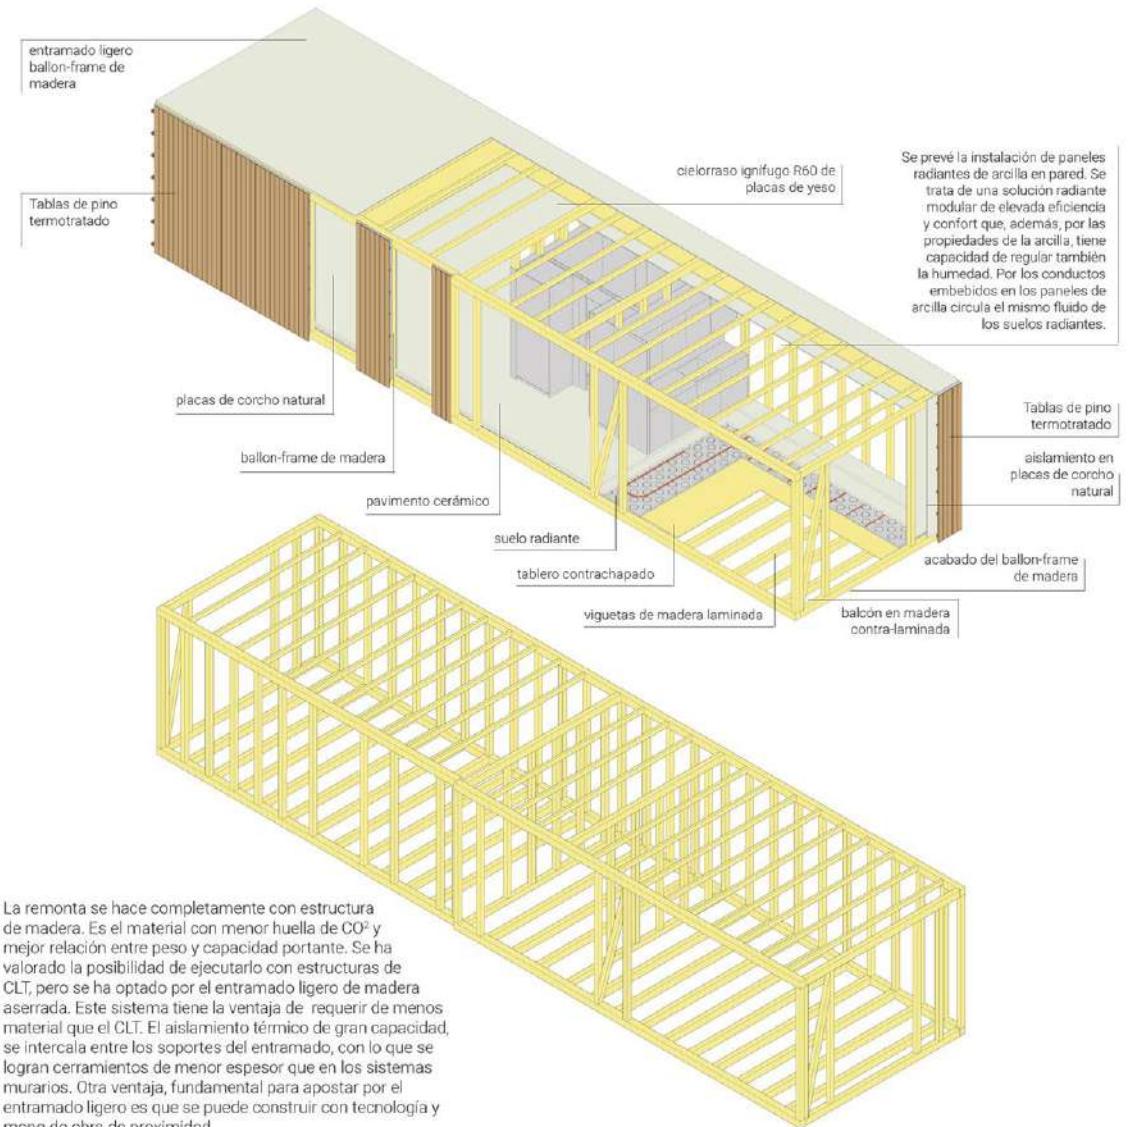 entramado ligero
ballon-frame de
madera
Tablas de pino
termotratado
cielorraso ignífugo R60 de
placas de yeso
Se prevé la instalación de paneles
radiantes de arcilla en pared. Se
trata de una solución radiante
modular de elevada eficiencia
y confort que, además, por las
propiedades de la arcilla, tiene
capacidad de regular también
la humedad. Por los conductos
embebidos en los paneles de
arcilla circula el mismo fluido de
los suelos radiantes.
placas de corcho natural
ballon-frame de madera
pavimento cerámico
suelo radiante
tablero contrachapado
viguetas de madera laminada
Tablas de pino
termotratado
aislamiento en
placas de corcho
natural
acabado del ballon-frame
de madera
balcón en madera
contra-laminada
La remonta se hace completamente con estructura
de madera. Es el material con menor huella de CO² y
mejor relación entre peso y capacidad portante. Se ha
valorado la posibilidad de ejecutarlo con estructuras de
CLT, pero se ha optado por el entramado ligero de madera
aserrada. Este sistema tiene la ventaja de requerir de menos
material que el CLT. El aislamiento térmico de gran capacidad,
se intercala entre los soportes del entramado, con lo que se
logran cerramientos de menor espesor que en los sistemas
murarios. Otra ventaja, fundamental para apostar por el
entramado ligero es que se puede construir con tecnología y
mano de obra de proximidad